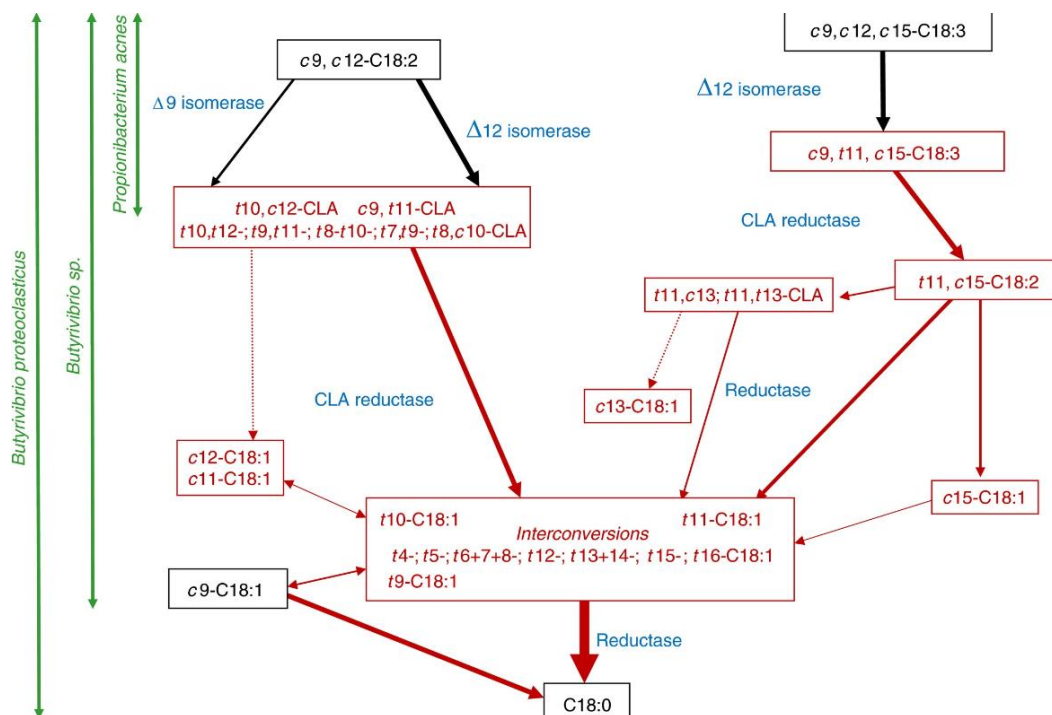 Butyrivibrio proteoclasticus
Butyrivibrio sp.
Propionibacterium acnes
c9, c12-C18:2
Δ9 isomerase
Δ12 isomerase
t10, c12-CLA c9, t11-CLA
t10,t12-; t9,t11-; t8-t10-; t7,t9-; t8,c10-CLA
c9, c12, c15-C18:3
Δ12 isomerase
c9, t11, c15-C18:3
CLA reductase
t11, c15-C18:2
t11,c13; t11,t13-CLA
c13-C18:1
Reductase
CLA reductase
c12-C18:1
c11-C18:1
c15-C18:1
t10-C18:1 t11-C18:1
Interconversions
t4-; t5-; t6+7+8-; t12-; t13+14-; t15-; t16-C18:1
t9-C18:1
c9-C18:1
Reductase
C18:0